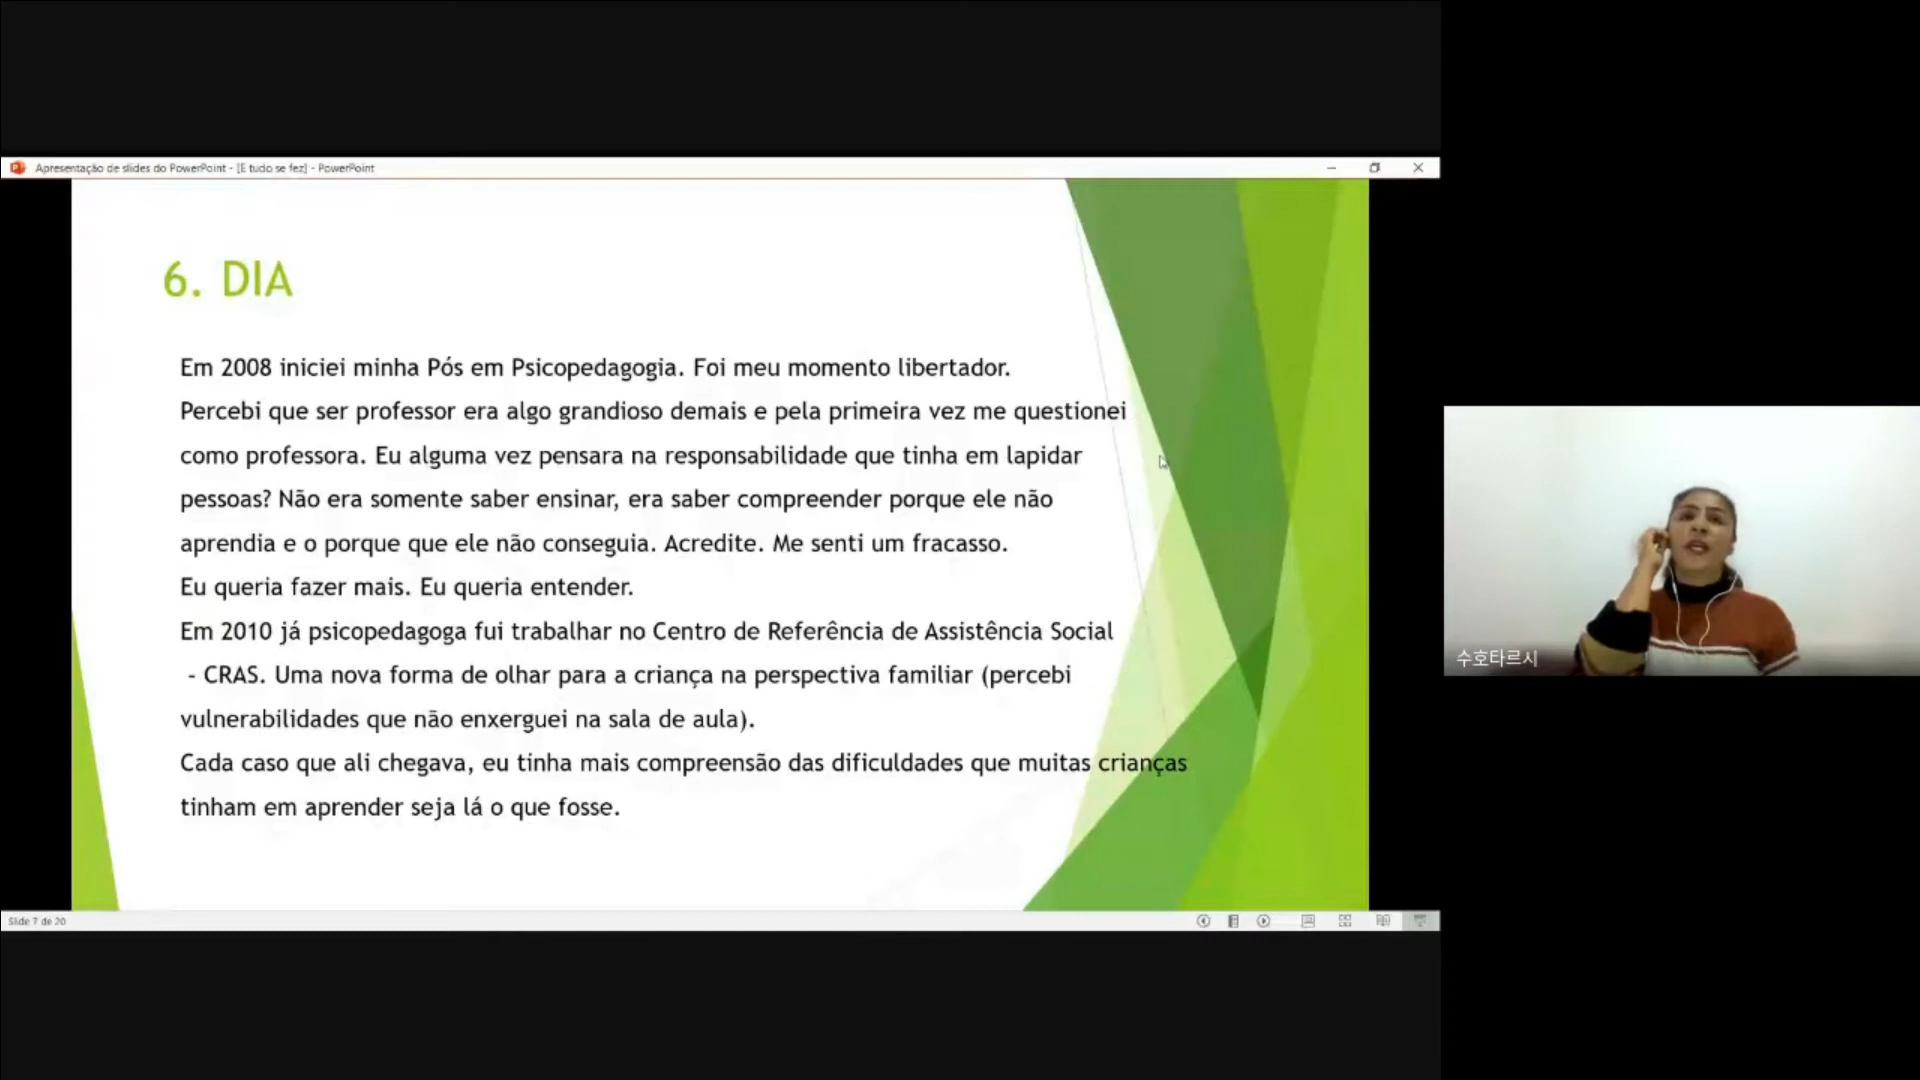 Apresentação de slides do PowerPoint - [E tudo se fez] - PowerPoint
6. DIA
Em 2008 iniciei minha Pós em Psicopedagogia. Foi meu momento libertador.
Percebi que ser professor era algo grandioso demais e pela primeira vez me questionei
como professora. Eu alguma vez pensara na responsabilidade que tinha em lapidar
pessoas? Não era somente saber ensinar, era saber compreender porque ele não
aprendia e o porque que ele não conseguia. Acredite. Me senti um fracasso.
Eu queria fazer mais. Eu queria entender.
Em 2010 já psicopedagoga fui trabalhar no Centro de Referência de Assistência Social
- CRAS. Uma nova forma de olhar para a criança na perspectiva familiar (percebi
vulnerabilidades que não enxerguei na sala de aula).
Cada caso que ali chegava, eu tinha mais compreensão das dificuldades que muitas crianças
tinham em aprender seja lá o que fosse.
수호타르시
Slide 7 de 20